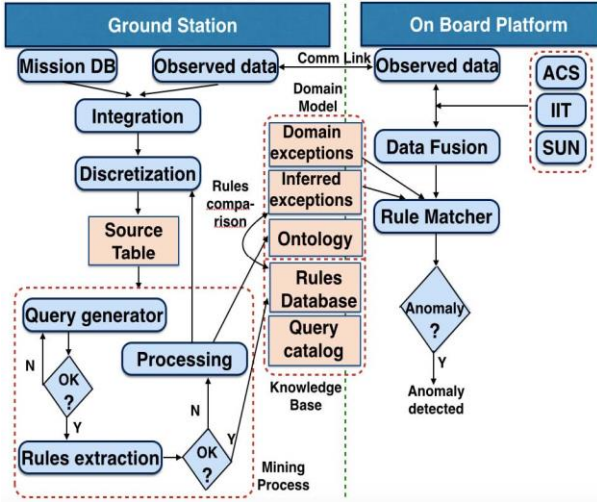 Ground Station
On Board Platform
Mission DB
Observed data
Comm Link
Observed data
ACS
IIT
SUN
Integration
Domain
Model
Domain
exceptions
Data Fusion
Discretization
Rules
compa-
rison
Inferred
exceptions
Rule Matcher
Source
Table
Ontology
Rules
Database
Query
catalog
Anomaly
?
Query generator
Processing
N
OK
?
Y
N
Y
Knowledge
Base
Y
Anomaly
detected
Rules extraction
OK
?
Mining
Process